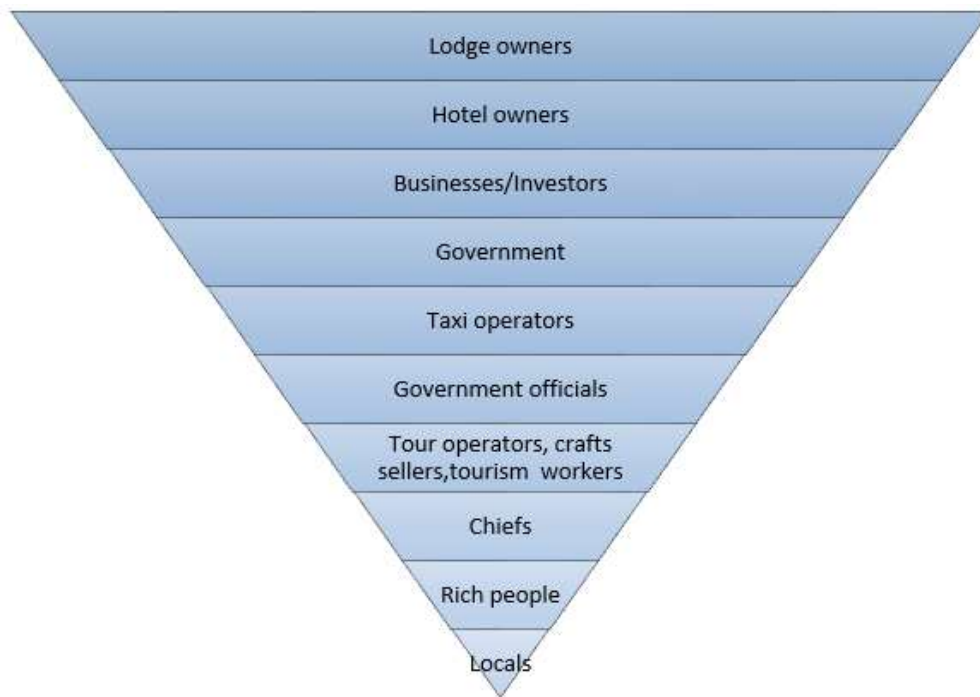 Lodge owners
Hotel owners
Businesses/Investors
Government
Taxi operators
Government officials
Tour operators, crafts
sellers,tourism  workers
Chiefs
Rich people
Locals